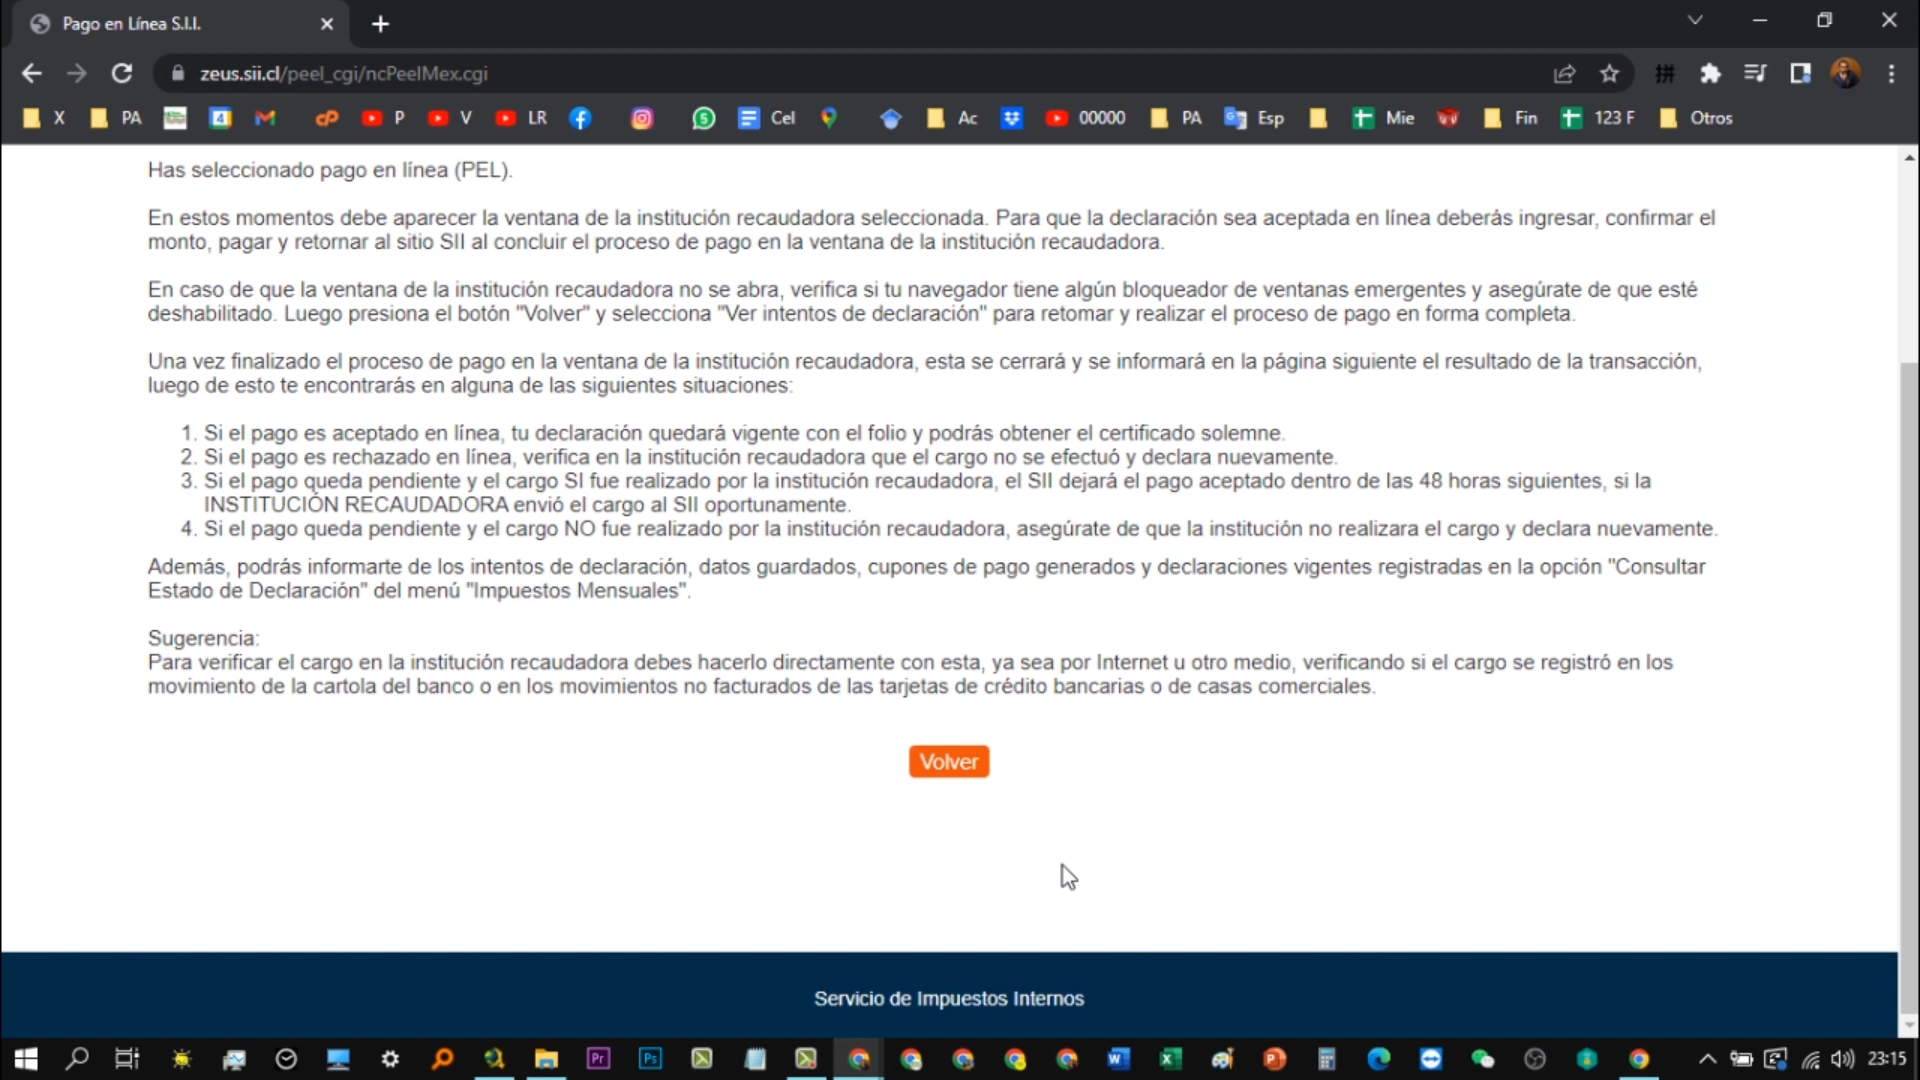 Pago en Línea S.I.I.
zeus.sii.cl/peel_cgi/ncPeelMex.cgi
X PA 4 P V LR 5 Cel Ac 00000 PA Esp Mie Fin 123 F Otros
Has seleccionado pago en línea (PEL).
En estos momentos debe aparecer la ventana de la institución recaudadora seleccionada. Para que la declaración sea aceptada en línea deberás ingresar, confirmar el
monto, pagar y retornar al sitio SII al concluir el proceso de pago en la ventana de la institución recaudadora.
En caso de que la ventana de la institución recaudadora no se abra, verifica si tu navegador tiene algún bloqueador de ventanas emergentes y asegúrate de que esté
deshabilitado. Luego presiona el botón "Volver" y selecciona "Ver intentos de declaración" para retomar y realizar el proceso de pago en forma completa.
Una vez finalizado el proceso de pago en la ventana de la institución recaudadora, esta se cerrará y se informará en la página siguiente el resultado de la transacción,
luego de esto te encontrarás en alguna de las siguientes situaciones:
1. Si el pago es aceptado en línea, tu declaración quedará vigente con el folio y podrás obtener el certificado solemne.
2. Si el pago es rechazado en línea, verifica en la institución recaudadora que el cargo no se efectuó y declara nuevamente.
3. Si el pago queda pendiente y el cargo SI fue realizado por la institución recaudadora, el SII dejará el pago aceptado dentro de las 48 horas siguientes, si la
INSTITUCIÓN RECAUDADORA envió el cargo al SII oportunamente.
4. Si el pago queda pendiente y el cargo NO fue realizado por la institución recaudadora, asegúrate de que la institución no realizara el cargo y declara nuevamente.
Además, podrás informarte de los intentos de declaración, datos guardados, cupones de pago generados y declaraciones vigentes registradas en la opción "Consultar
Estado de Declaración" del menú "Impuestos Mensuales".
Sugerencia:
Para verificar el cargo en la institución recaudadora debes hacerlo directamente con esta, ya sea por Internet u otro medio, verificando si el cargo se registró en los
movimiento de la cartola del banco o en los movimientos no facturados de las tarjetas de crédito bancarias o de casas comerciales.
Volver
Servicio de Impuestos Internos
Pr Ps 23:15